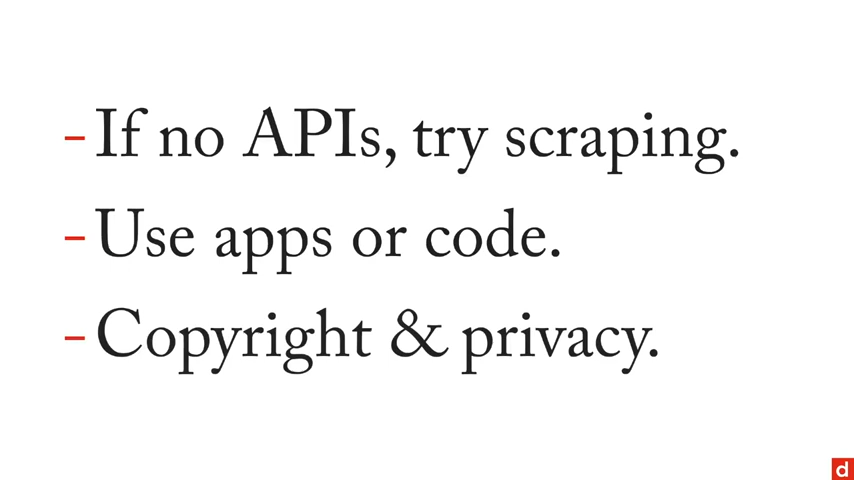 - If no APIs, try scraping.
- Use apps or code.
- Copyright & privacy.
d